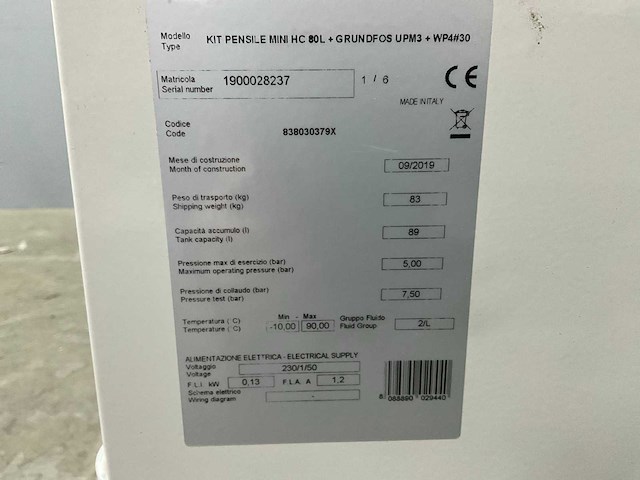 Modello
Type
KIT PENSILE MINI HC 80L + GRUNDFOS UPM3 + WP4#30
Matricola
Serial number
1900028237
1 / 6
CE
MADE IN ITALY
Codice
Code
838030379X
Mese di costruzione
Month of construction
09/2019
Peso di trasporto (kg)
Shipping weight (kg)
83
Capacità accumulo (l)
Tank capacity (l)
89
Pressione max di esercizio (bar)
Maximum operating pressure (bar)
5,00
Pressione di collaudo (bar)
Pressure test (bar)
7,50
Min - Max
Temperatura ( C)
Temperature ( C)
-10,00 90,00
Gruppo Fluido
Fluid Group
2/L
ALIMENTAZIONE ELETTRICA - ELECTRICAL SUPPLY
Voltaggio
Voltage
230/1/50
F.L.I. kW 0,13 F.L.A. A 1,2
Schema elettrico
Wiring diagram
-
029440